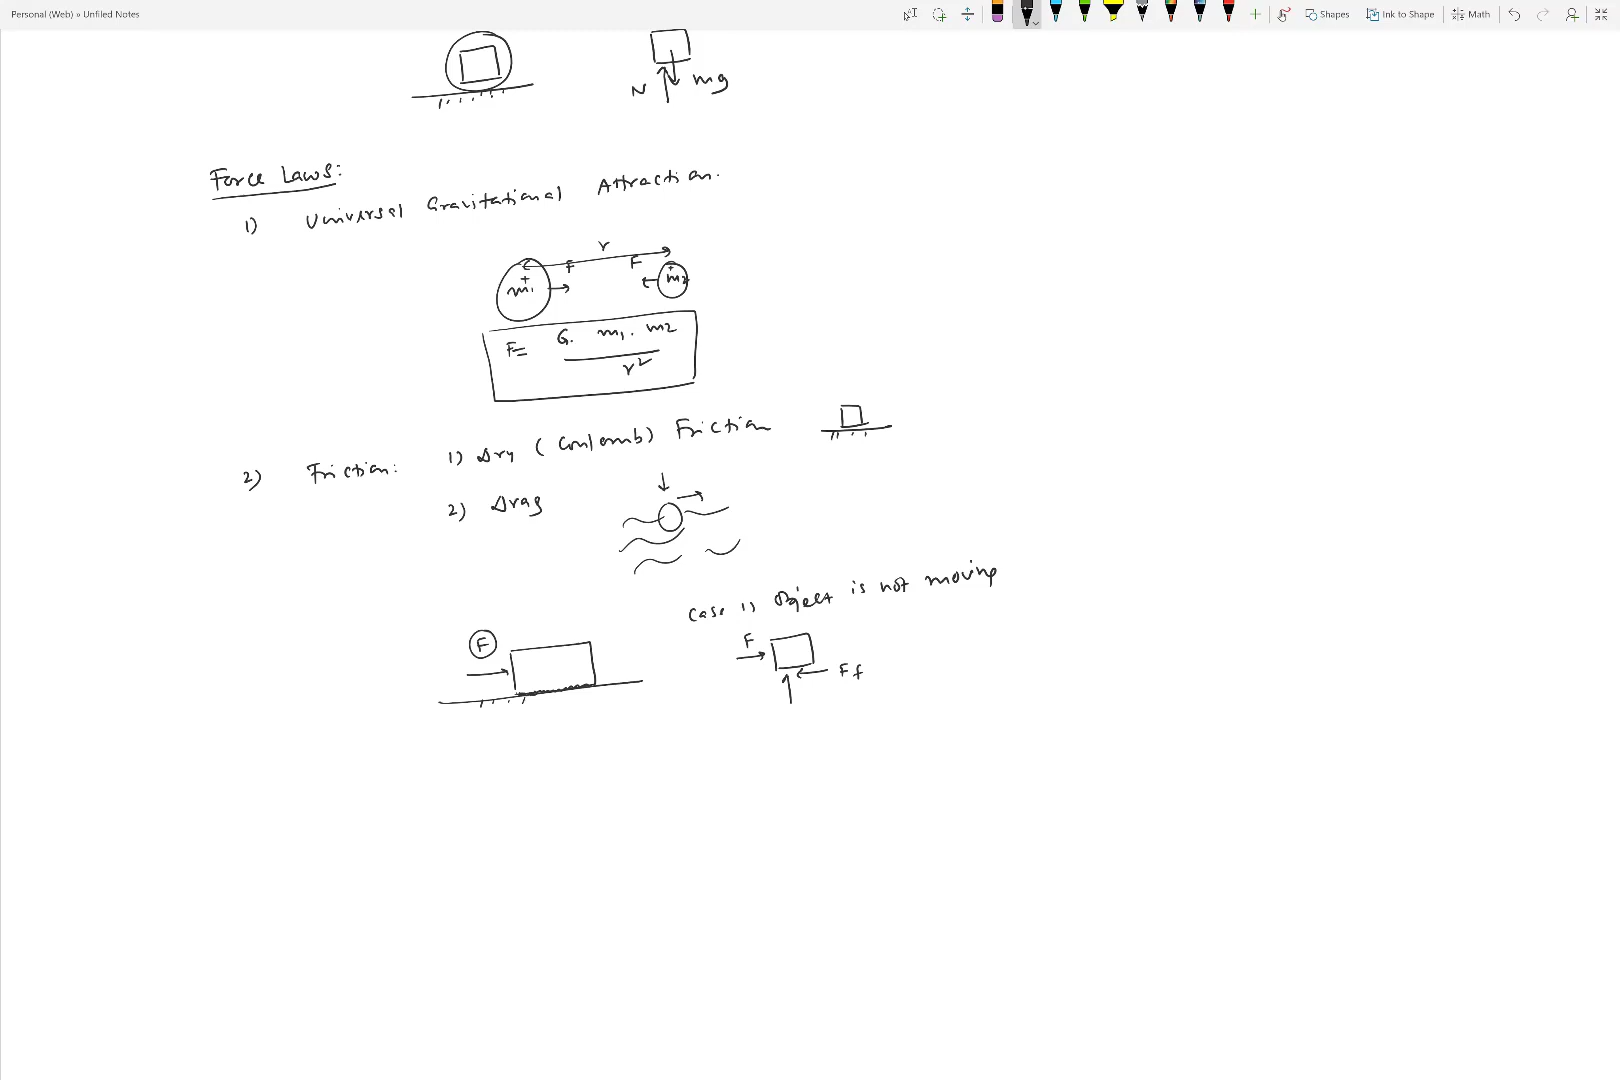 Personal (Web) » Unfiled Notes
Shapes
Ink to Shape
Math
N
mg
Force Laws:
1) Universal Gravitational Attraction.
r
F F
m1 m2
F = G. m1. m2
r²
2) Friction: 1) Dry (Coulomb) Friction
2) Drag
Case 1) Object is not moving
F
F
Ff